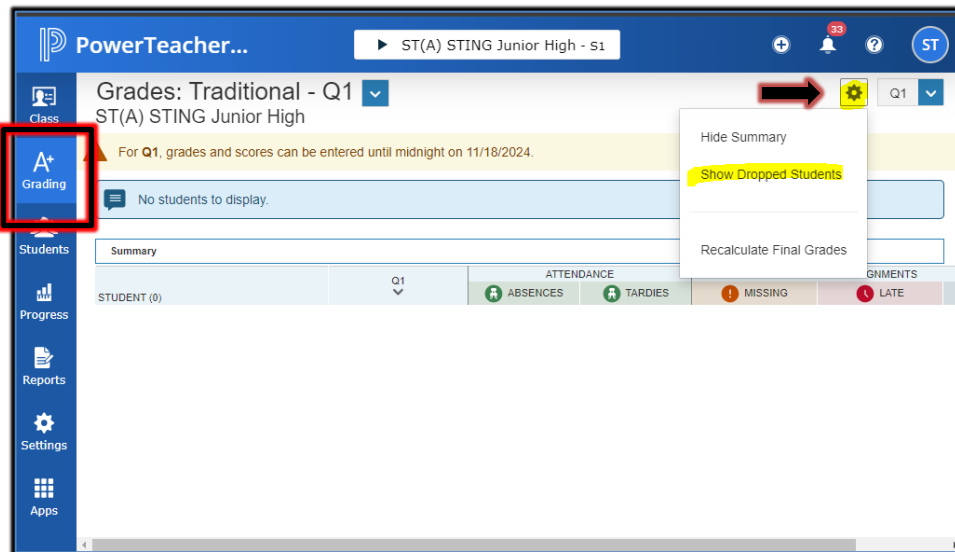 PowerTeacher...
ST(A) STING Junior High - S1
33
ST
Class
A+
Grading
Students
Progress
Reports
Settings
Apps
Grades: Traditional - Q1
ST(A) STING Junior High
Q1
For Q1, grades and scores can be entered until midnight on 11/18/2024.
No students to display.
Hide Summary
Show Dropped Students
Recalculate Final Grades
Summary
STUDENT (0)
Q1
ATTENDANCE
GNMENTS
ABSENCES
TARDIES
MISSING
LATE